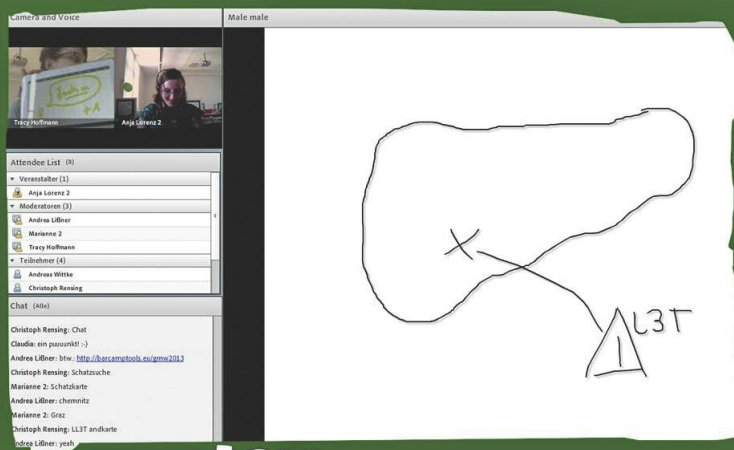 Camera and Voice
Male male
Tracy Hoffmann
Anja Lorenz 2
Attendee List (8)
Veranstalter (1)
Anja Lorenz 2
Moderatoren (3)
Andrea Lißner
Marianne 2
Tracy Hoffmann
Teilnehmer (4)
Andreas Wittke
Christoph Rensing
Chat (Alle)
Christoph Rensing: Chat
Claudia: ein puuunkt! :-)
Andrea Lißner: btw.: http://barcamptools.eu/gmw2013
Christoph Rensing: Schatzsuche
Marianne 2: Schatzkarte
Andrea Lißner: chemnitz
Marianne 2: Graz
Christoph Rensing: LL3T andkarte
Andrea Lißner: yeah
X
L3T